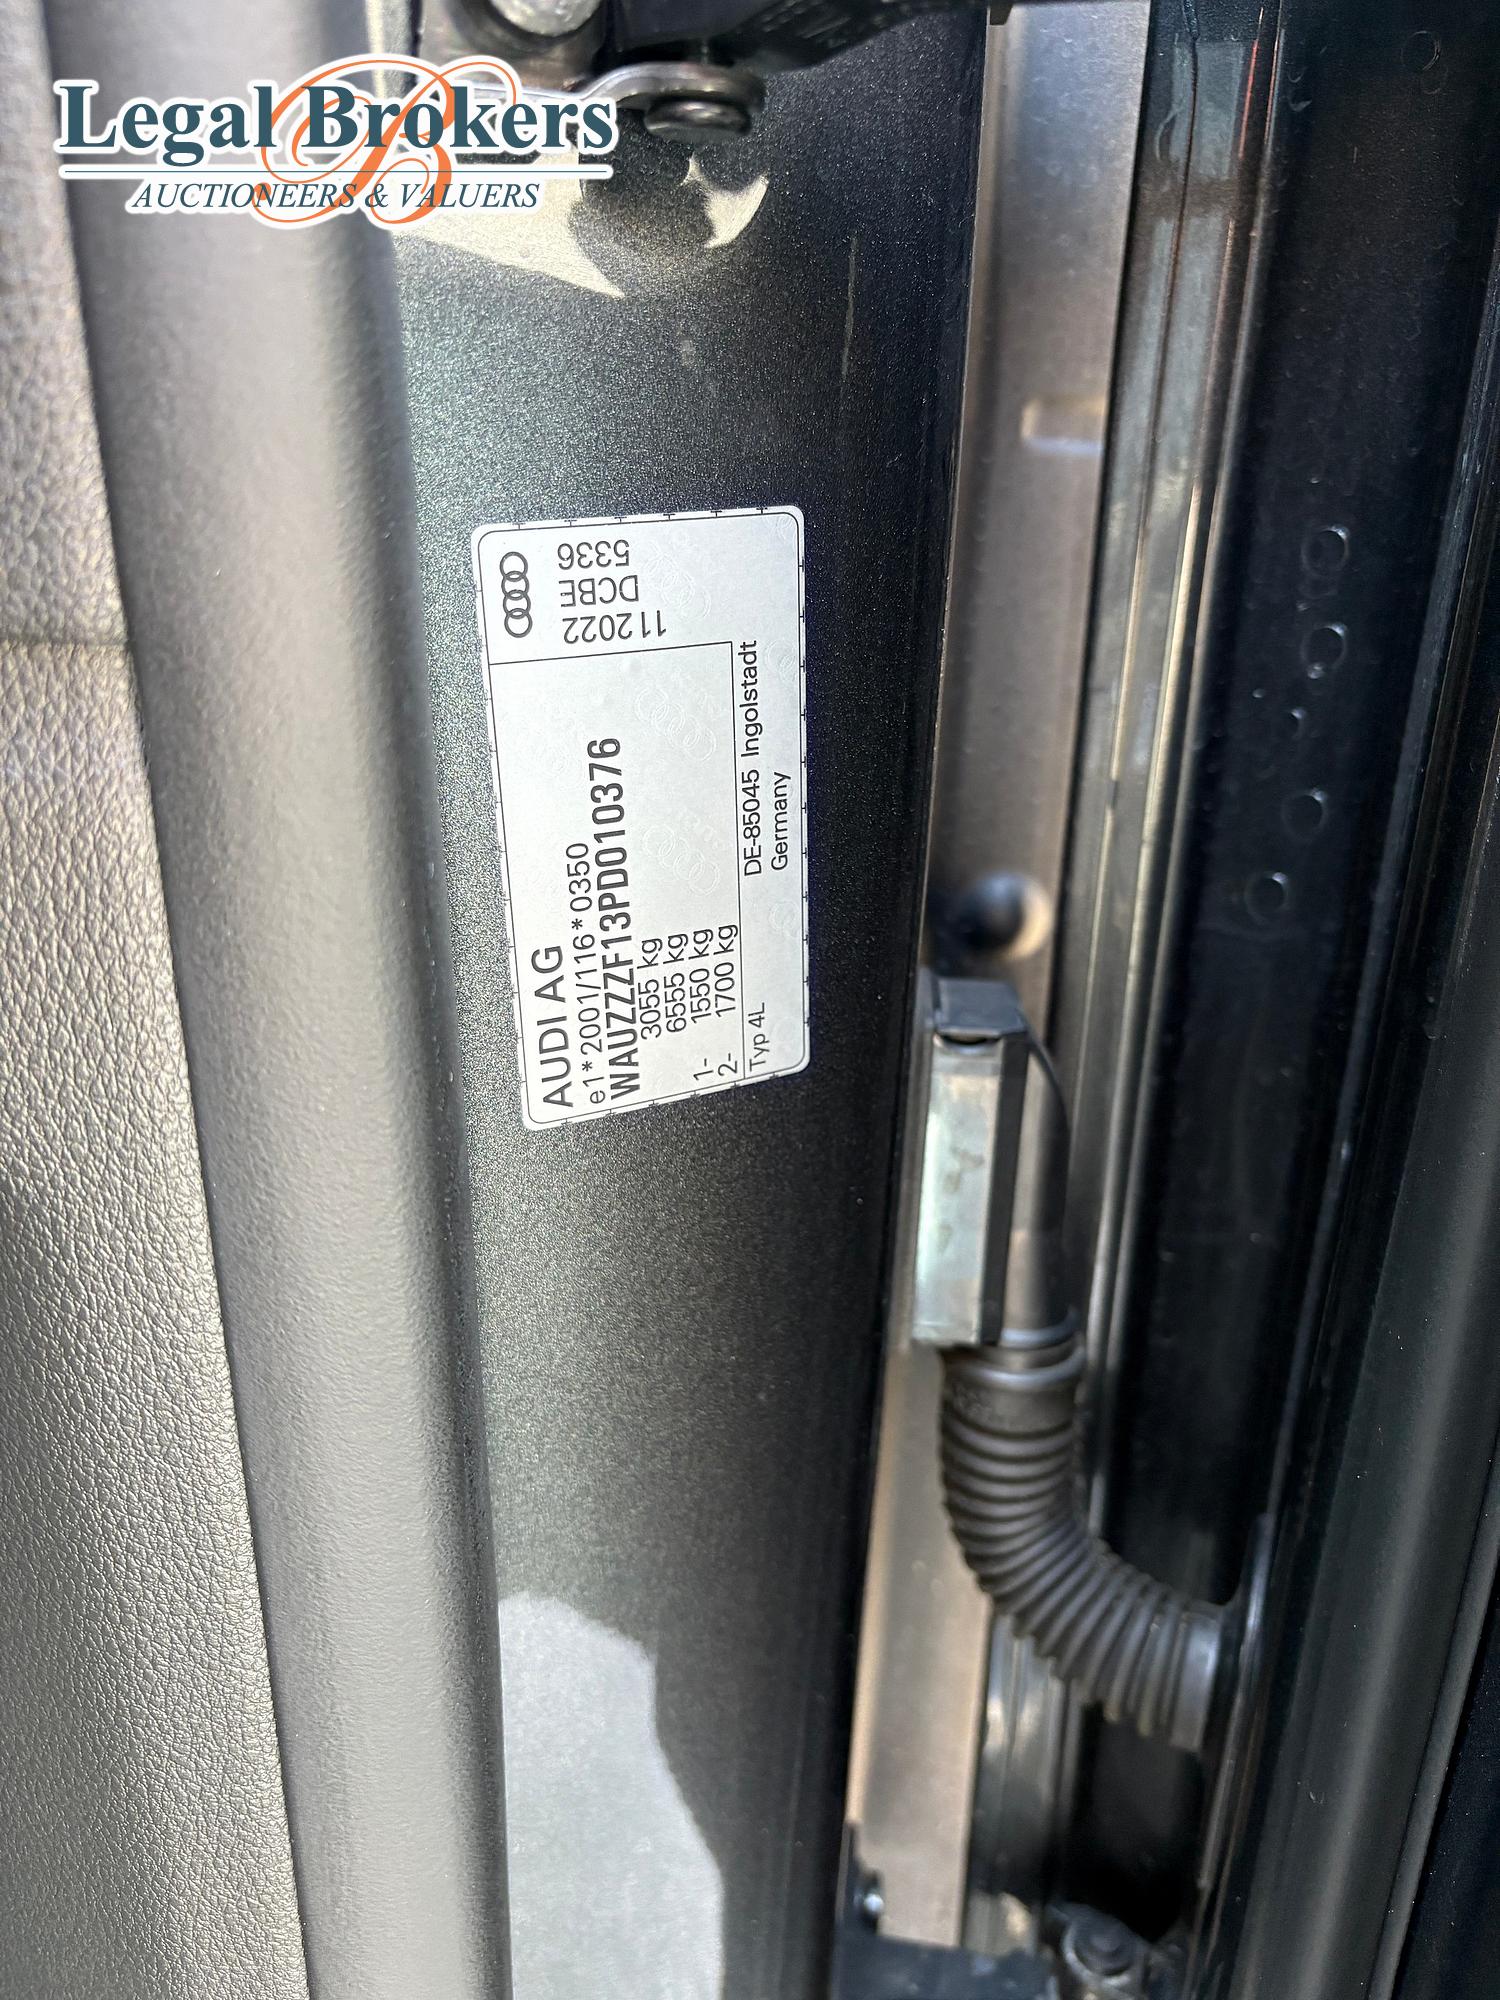 Legal Brokers
AUCTIONEERS & VALUERS
AUDI AG
e1*2001/116*0350
WAUZZZF13PD010376
3055 kg
6555 kg
1- 1550 kg
2- 1700 kg
Typ 4L
DE-85045 Ingolstadt
Germany
112022
DCBE
5336